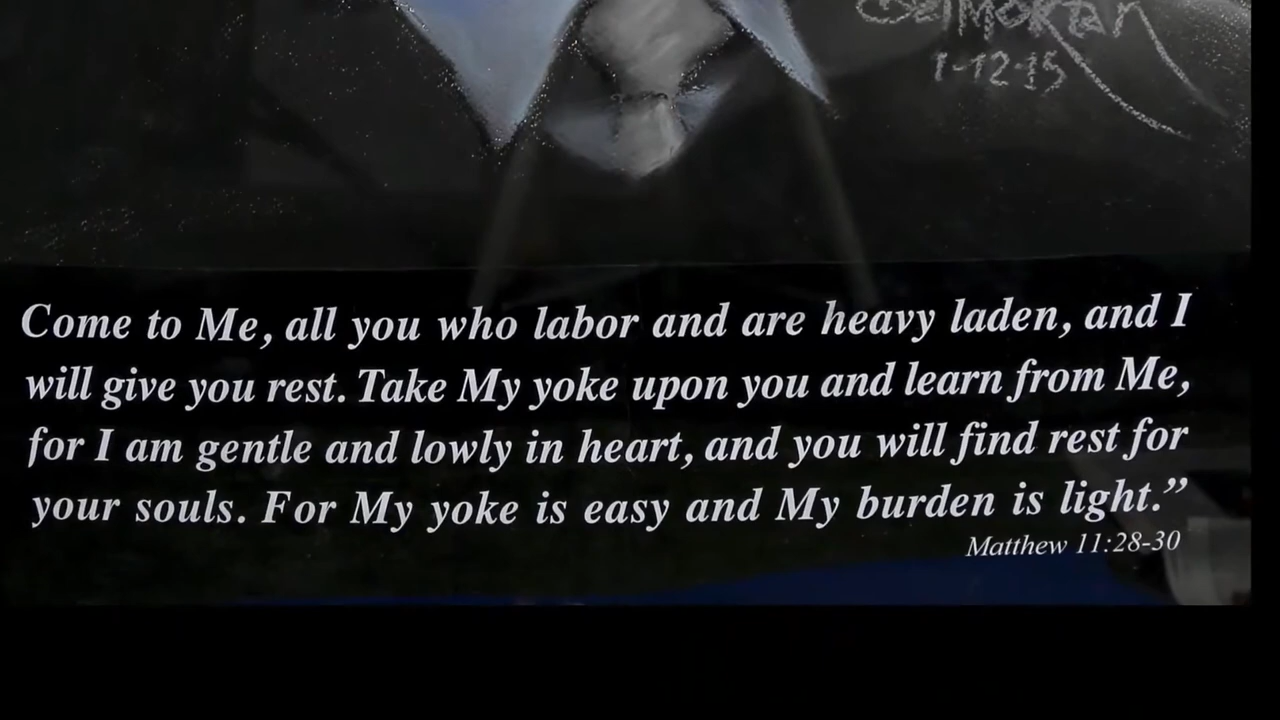 1-12-15
Come to Me, all you who labor and are heavy laden, and I
will give you rest. Take My yoke upon you and learn from Me,
for I am gentle and lowly in heart, and you will find rest for
your souls. For My yoke is easy and My burden is light.”
Matthew 11:28-30